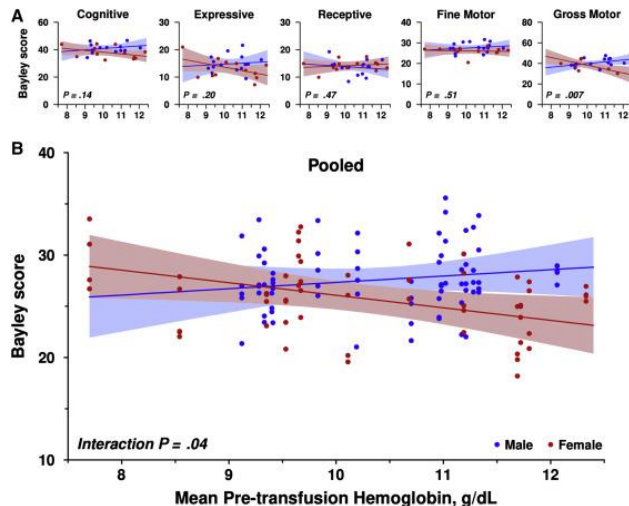 A
Cognitive Expressive Receptive Fine Motor Gross Motor
Bayley score
60
40
20
0
P = .14
8 9 10 11 12
40
30
20
10
0
P = .20
8 9 10 11 12
40
30
20
10
0
P = .47
8 9 10 11 12
40
30
20
10
0
P = .51
8 9 10 11 12
80
60
40
20
0
P = .007
8 9 10 11 12
B
Pooled
Bayley score
40
30
20
10
Interaction P = .04
Male Female
8 9 10 11 12
Mean Pre-transfusion Hemoglobin, g/dL